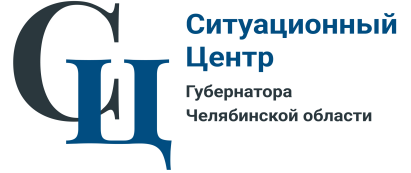 СЦ
Ситуационный
Центр
Губернатора
Челябинской области